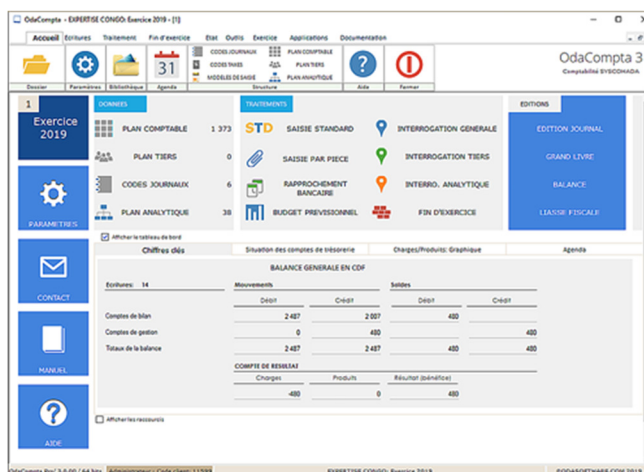 OdaCompta - EXPERTISE CONGO: Exercice 2019 - [1]
Accueil Ecritures Traitement Fin d'exercice Etat Outils Exercice Applications Documentation
CODES JOURNAUX PLAN COMPTABLE
CODES TAXES PLAN TIERS
MODELES DE SAISIE PLAN ANALYTIQUE
31
Dossier Paramètres Bibliothèque Agenda Structure Aide Fermer
OdaCompta 3
Comptabilité SYSCOHADA
1
Exercice
2019
PARAMETRES
CONTACT
MANUEL
AIDE
DONNEES
PLAN COMPTABLE 1 373
PLAN TIERS 0
CODES JOURNAUX 6
PLAN ANALYTIQUE 38
TRAITEMENTS
STD SAISIE STANDARD
SAISIE PAR PIECE
RAPPROCHEMENT
BANCAIRE
BUDGET PREVISIONNEL
INTERROGATION GENERALE
INTERROGATION TIERS
INTERRO. ANALYTIQUE
FIN D'EXERCICE
EDITIONS
EDITION JOURNAL
GRAND LIVRE
BALANCE
LIASSE FISCALE
Afficher le tableau de bord
Chiffres clés Situation des comptes de trésorerie Charges/Produits: Graphique Agenda
BALANCE GENERALE EN CDF
Ecritures: 14 Mouvements Soldes
Débit Crédit Débit Crédit
Comptes de bilan 2 487 2 007 480
Comptes de gestion 0 480 480
Totaux de la balance 2 487 2 487 480 480
COMPTE DE RESULTAT
Charges Produits Résultat (bénéfice)
-480 0 480
Afficher les raccourcis
EXPERTISE CONGO: Exercice 2019